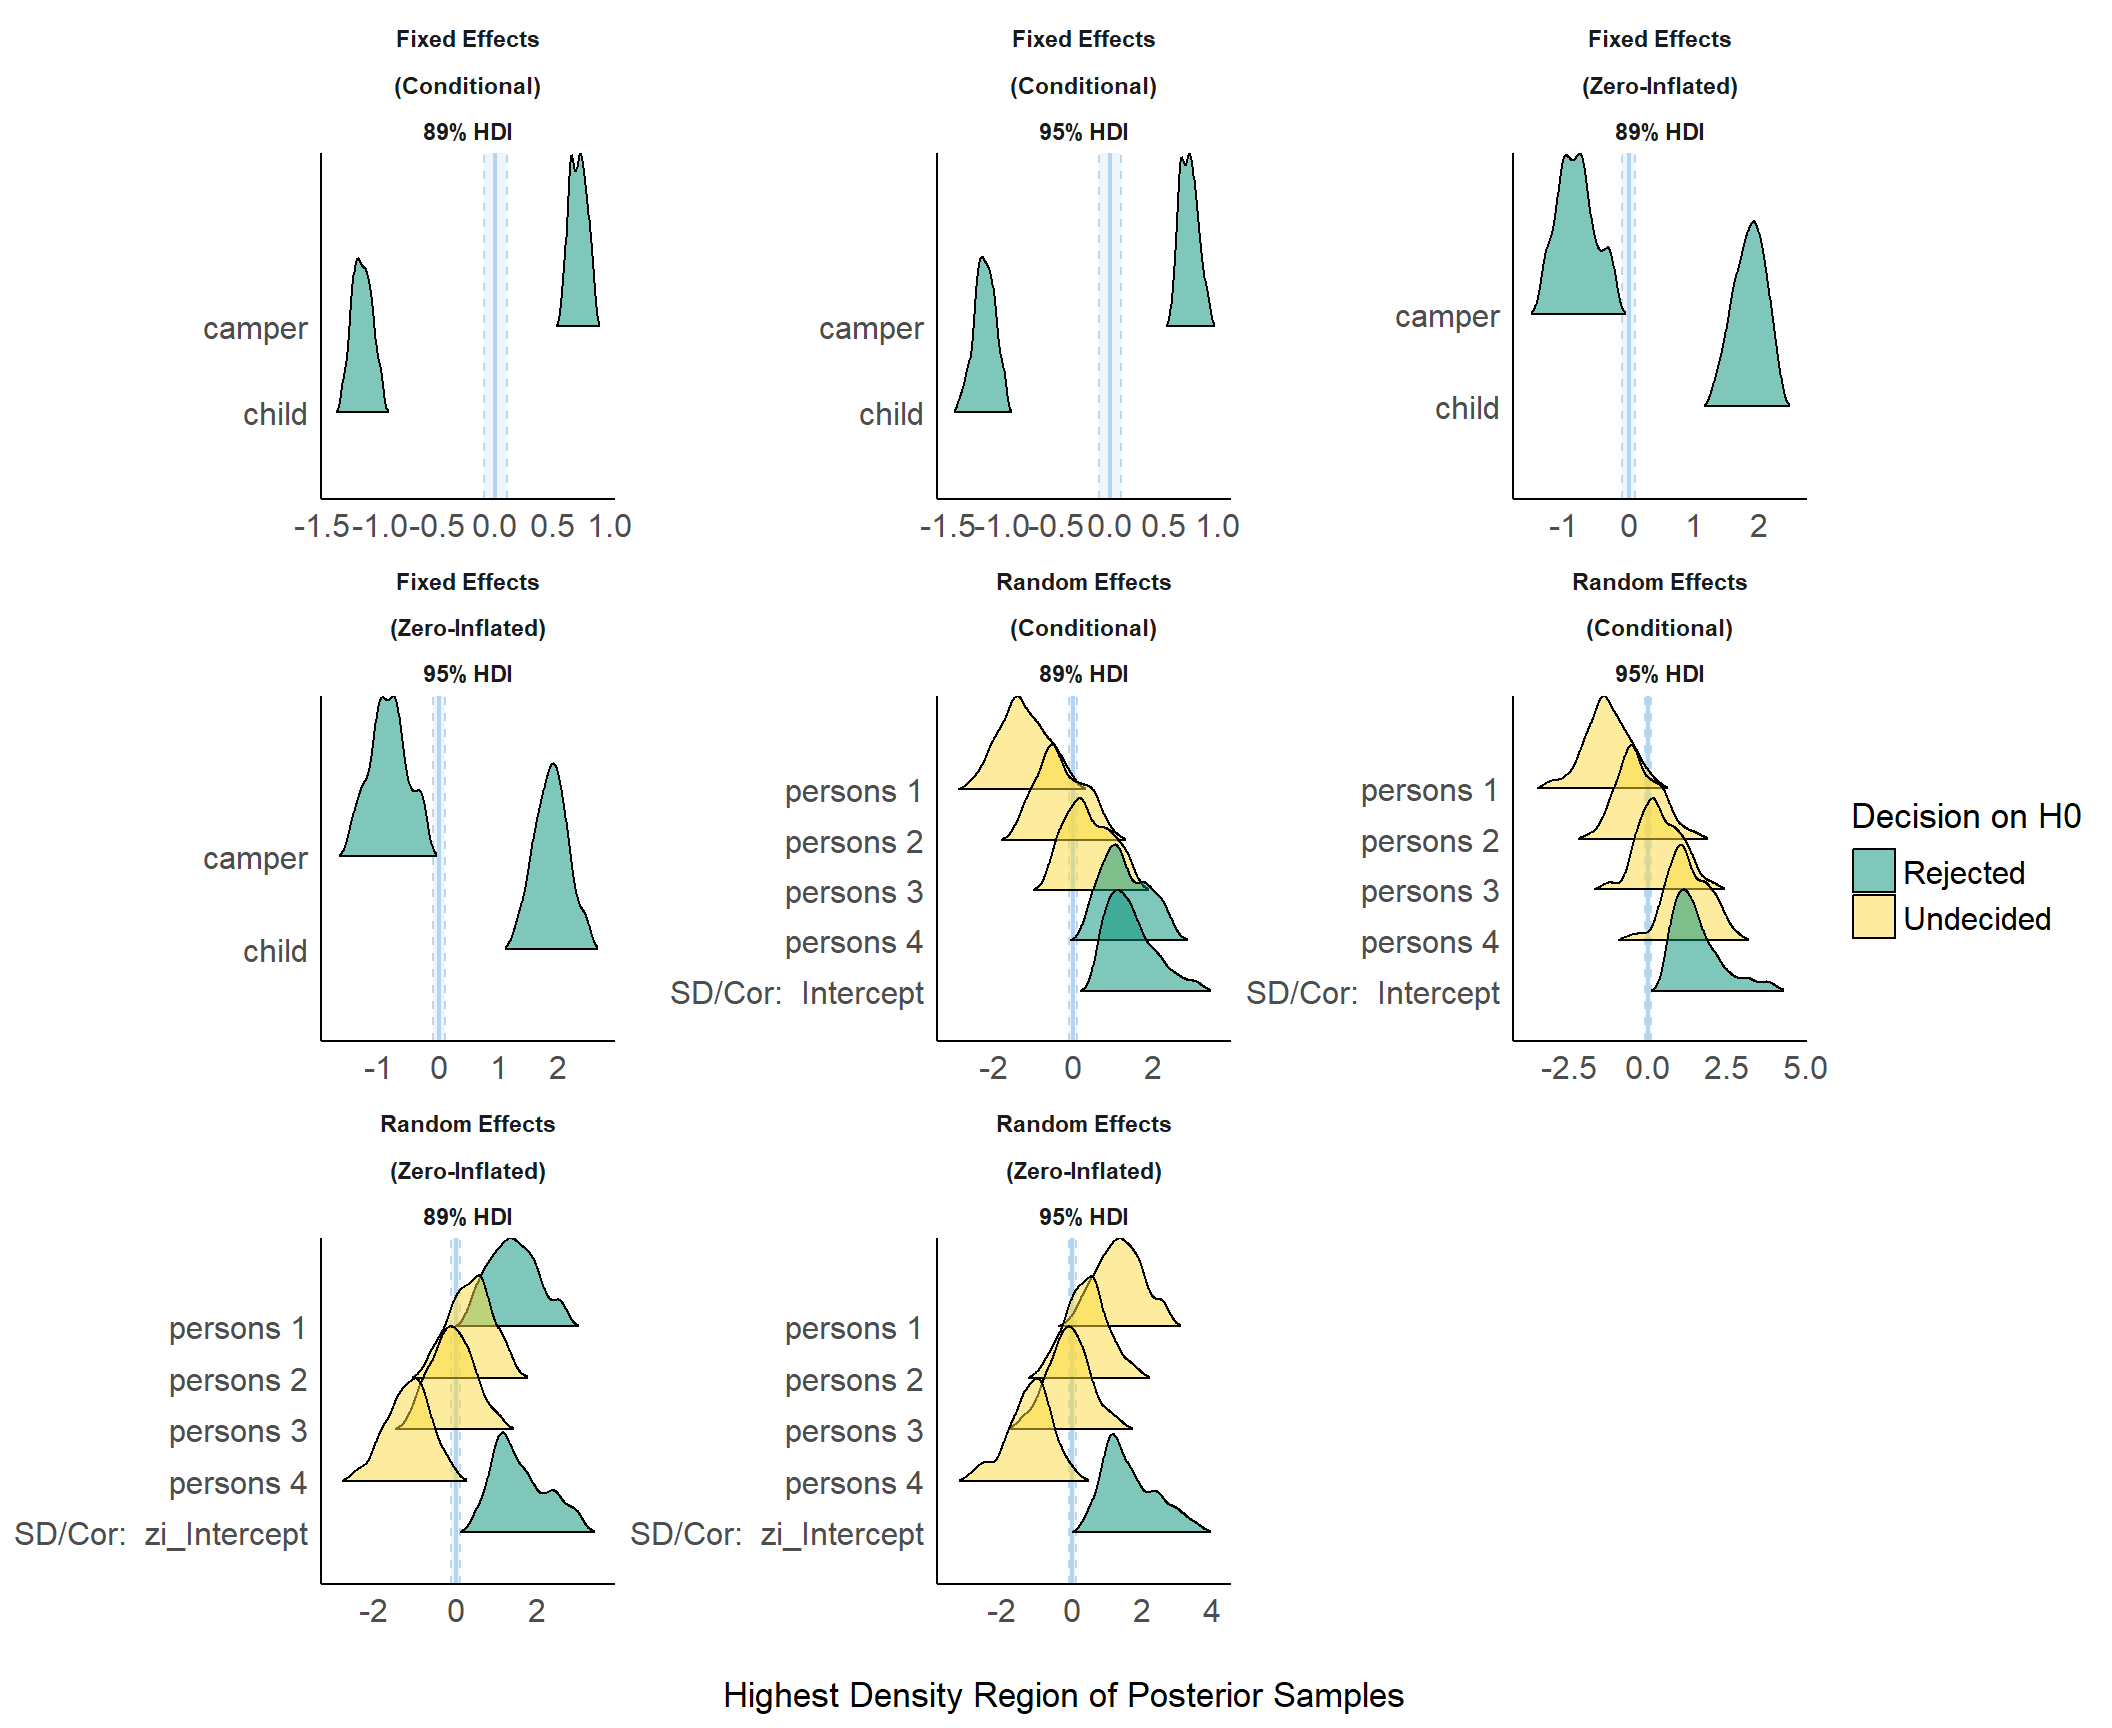 Fixed Effects
(Conditional)
89% HDI
camper
child
-1.5 -1.0 -0.5 0.0 0.5 1.0
Fixed Effects
(Conditional)
95% HDI
camper
child
-1.5 -1.0 -0.5 0.0 0.5 1.0
Fixed Effects
(Zero-Inflated)
89% HDI
camper
child
-1 0 1 2
Fixed Effects
(Zero-Inflated)
95% HDI
camper
child
-1 0 1 2
Random Effects
(Conditional)
89% HDI
persons 1
persons 2
persons 3
persons 4
SD/Cor: Intercept
-2 0 2
Random Effects
(Conditional)
95% HDI
persons 1
persons 2
persons 3
persons 4
SD/Cor: Intercept
-2.5 0.0 2.5 5.0
Decision on H0
Rejected
Undecided
Random Effects
(Zero-Inflated)
89% HDI
persons 1
persons 2
persons 3
persons 4
SD/Cor: zi_Intercept
-2 0 2
Random Effects
(Zero-Inflated)
95% HDI
persons 1
persons 2
persons 3
persons 4
SD/Cor: zi_Intercept
-2 0 2 4
Highest Density Region of Posterior Samples